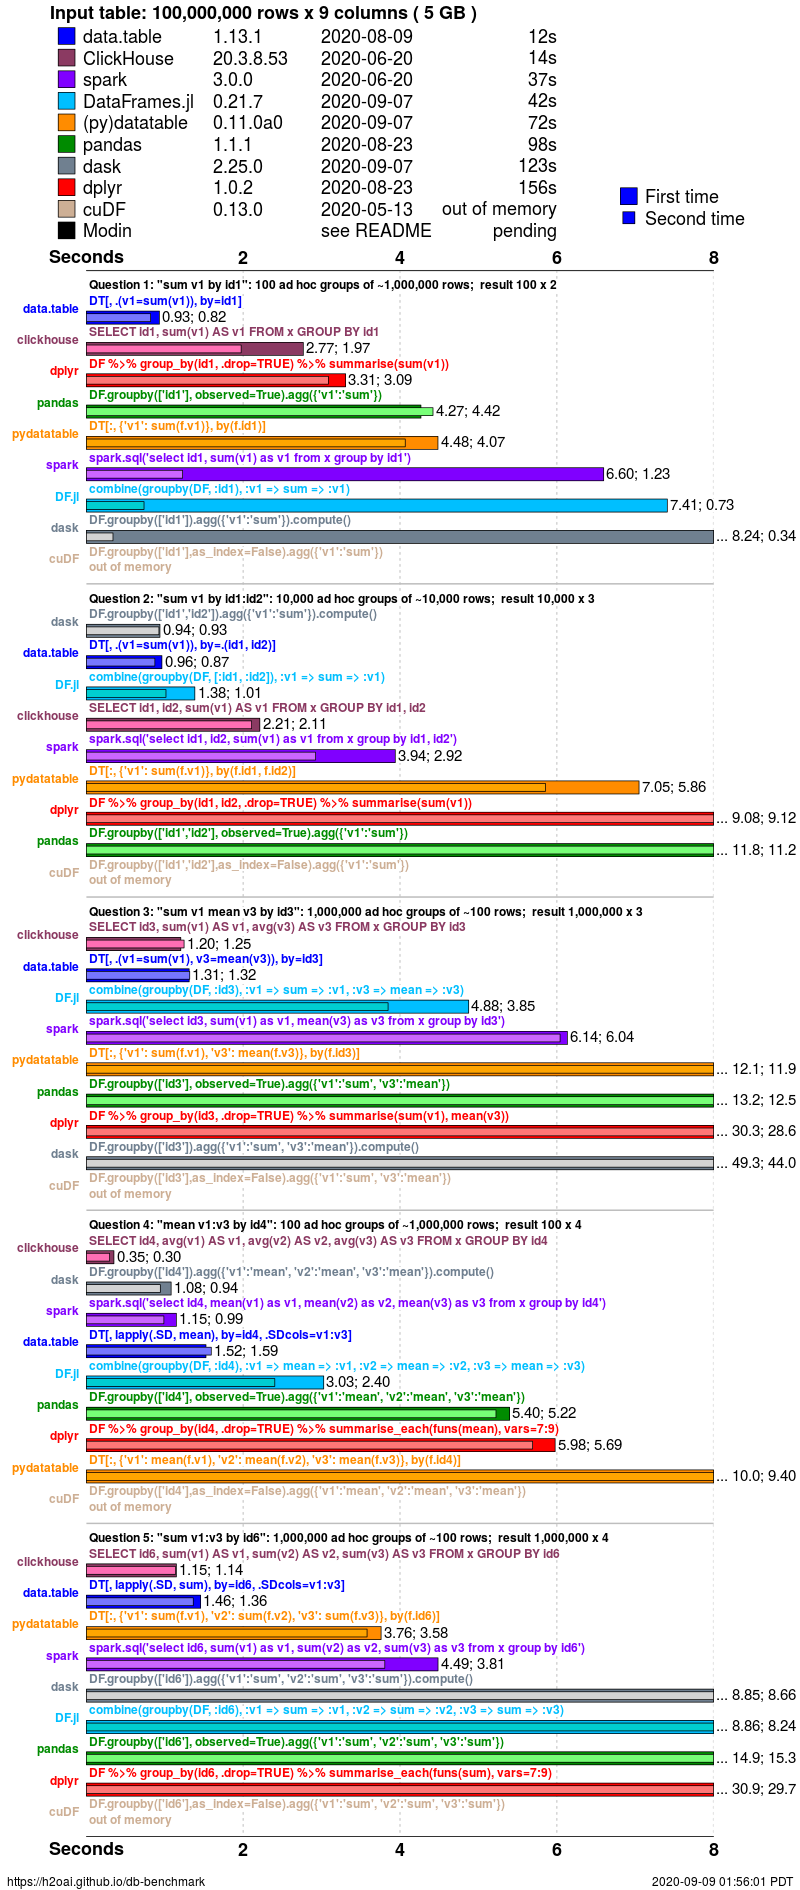 Input table: 100,000,000 rows x 9 columns ( 5 GB )
data.table 1.13.1 2020-08-09 12s
ClickHouse 20.3.8.53 2020-06-20 14s
spark 3.0.0 2020-06-20 37s
DataFrames.jl 0.21.7 2020-09-07 42s
(py)datatable 0.11.0a0 2020-09-07 72s
pandas 1.1.1 2020-08-23 98s
dask 2.25.0 2020-09-07 123s
dplyr 1.0.2 2020-08-23 156s
cuDF 0.13.0 2020-05-13 out of memory
Modin see README pending
First time
Second time
Seconds 2 4 6 8
Question 1: "sum v1 by id1": 100 ad hoc groups of ~1,000,000 rows; result 100 x 2
DT[, .(v1=sum(v1)), by=id1]
data.table 0.93; 0.82
SELECT id1, sum(v1) AS v1 FROM x GROUP BY id1
clickhouse 2.77; 1.97
DF %>% group_by(id1, .drop=TRUE) %>% summarise(sum(v1))
dplyr 3.31; 3.09
DF.groupby(['id1'], observed=True).agg({'v1':'sum'})
pandas 4.27; 4.42
DT[:, {'v1': sum(f.v1)}, by(f.id1)]
pydatatable 4.48; 4.07
spark.sql('select id1, sum(v1) as v1 from x group by id1')
spark 6.60; 1.23
combine(groupby(DF, :id1), :v1 => sum => :v1)
DF.jl 7.41; 0.73
DF.groupby(['id1']).agg({'v1':'sum'}).compute()
dask ... 8.24; 0.34
DF.groupby(['id1'],as_index=False).agg({'v1':'sum'})
cuDF out of memory
Question 2: "sum v1 by id1:id2": 10,000 ad hoc groups of ~10,000 rows; result 10,000 x 3
DF.groupby(['id1','id2']).agg({'v1':'sum'}).compute()
dask 0.94; 0.93
DT[, .(v1=sum(v1)), by=.(id1, id2)]
data.table 0.96; 0.87
combine(groupby(DF, [:id1, :id2]), :v1 => sum => :v1)
DF.jl 1.38; 1.01
SELECT id1, id2, sum(v1) AS v1 FROM x GROUP BY id1, id2
clickhouse 2.21; 2.11
spark.sql('select id1, id2, sum(v1) as v1 from x group by id1, id2')
spark 3.94; 2.92
DT[:, {'v1': sum(f.v1)}, by(f.id1, f.id2)]
pydatatable 7.05; 5.86
DF %>% group_by(id1, id2, .drop=TRUE) %>% summarise(sum(v1))
dplyr ... 9.08; 9.12
DF.groupby(['id1','id2'], observed=True).agg({'v1':'sum'})
pandas ... 11.8; 11.2
DF.groupby(['id1','id2'],as_index=False).agg({'v1':'sum'})
cuDF out of memory
Question 3: "sum v1 mean v3 by id3": 1,000,000 ad hoc groups of ~100 rows; result 1,000,000 x 3
SELECT id3, sum(v1) AS v1, avg(v3) AS v3 FROM x GROUP BY id3
clickhouse 1.20; 1.25
DT[, .(v1=sum(v1), v3=mean(v3)), by=id3]
data.table 1.31; 1.32
combine(groupby(DF, :id3), :v1 => sum => :v1, :v3 => mean => :v3)
DF.jl 4.88; 3.85
spark.sql('select id3, sum(v1) as v1, mean(v3) as v3 from x group by id3')
spark 6.14; 6.04
DT[:, {'v1': sum(f.v1), 'v3': mean(f.v3)}, by(f.id3)]
pydatatable ... 12.1; 11.9
DF.groupby(['id3'], observed=True).agg({'v1':'sum', 'v3':'mean'})
pandas ... 13.2; 12.5
DF %>% group_by(id3, .drop=TRUE) %>% summarise(sum(v1), mean(v3))
dplyr ... 30.3; 28.6
DF.groupby(['id3']).agg({'v1':'sum', 'v3':'mean'}).compute()
dask ... 49.3; 44.0
DF.groupby(['id3'],as_index=False).agg({'v1':'sum', 'v3':'mean'})
cuDF out of memory
Question 4: "mean v1:v3 by id4": 100 ad hoc groups of ~1,000,000 rows; result 100 x 4
SELECT id4, avg(v1) AS v1, avg(v2) AS v2, avg(v3) AS v3 FROM x GROUP BY id4
clickhouse 0.35; 0.30
DF.groupby(['id4']).agg({'v1':'mean', 'v2':'mean', 'v3':'mean'}).compute()
dask 1.08; 0.94
spark.sql('select id4, mean(v1) as v1, mean(v2) as v2, mean(v3) as v3 from x group by id4')
spark 1.15; 0.99
DT[, lapply(.SD, mean), by=id4, .SDcols=v1:v3]
data.table 1.52; 1.59
combine(groupby(DF, :id4), :v1 => mean => :v1, :v2 => mean => :v2, :v3 => mean => :v3)
DF.jl 3.03; 2.40
DF.groupby(['id4'], observed=True).agg({'v1':'mean', 'v2':'mean', 'v3':'mean'})
pandas 5.40; 5.22
DF %>% group_by(id4, .drop=TRUE) %>% summarise_each(funs(mean), vars=7:9)
dplyr 5.98; 5.69
DT[:, {'v1': mean(f.v1), 'v2': mean(f.v2), 'v3': mean(f.v3)}, by(f.id4)]
pydatatable ... 10.0; 9.40
DF.groupby(['id4'],as_index=False).agg({'v1':'mean', 'v2':'mean', 'v3':'mean'})
cuDF out of memory
Question 5: "sum v1:v3 by id6": 1,000,000 ad hoc groups of ~100 rows; result 1,000,000 x 4
SELECT id6, sum(v1) AS v1, sum(v2) AS v2, sum(v3) AS v3 FROM x GROUP BY id6
clickhouse 1.15; 1.14
DT[, lapply(.SD, sum), by=id6, .SDcols=v1:v3]
data.table 1.46; 1.36
DT[:, {'v1': sum(f.v1), 'v2': sum(f.v2), 'v3': sum(f.v3)}, by(f.id6)]
pydatatable 3.76; 3.58
spark.sql('select id6, sum(v1) as v1, sum(v2) as v2, sum(v3) as v3 from x group by id6')
spark 4.49; 3.81
DF.groupby(['id6']).agg({'v1':'sum', 'v2':'sum', 'v3':'sum'}).compute()
dask ... 8.85; 8.66
combine(groupby(DF, :id6), :v1 => sum => :v1, :v2 => sum => :v2, :v3 => sum => :v3)
DF.jl ... 8.86; 8.24
DF.groupby(['id6'], observed=True).agg({'v1':'sum', 'v2':'sum', 'v3':'sum'})
pandas ... 14.9; 15.3
DF %>% group_by(id6, .drop=TRUE) %>% summarise_each(funs(sum), vars=7:9)
dplyr ... 30.9; 29.7
DF.groupby(['id6'],as_index=False).agg({'v1':'sum', 'v2':'sum', 'v3':'sum'})
cuDF out of memory
Seconds 2 4 6 8
https://h2oai.github.io/db-benchmark 2020-09-09 01:56:01 PDT